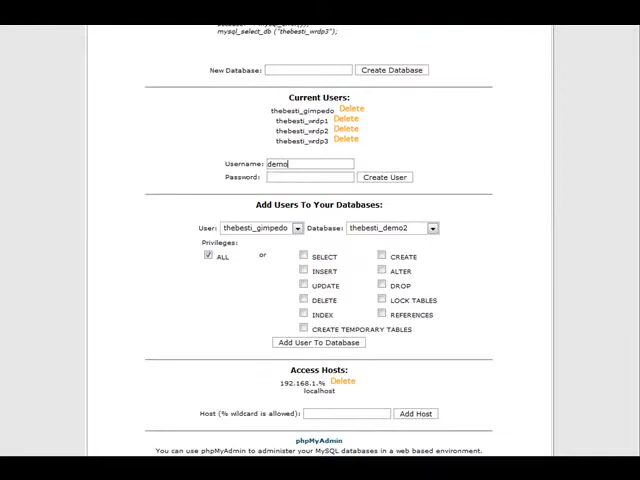 mysql_select_db ("thebesti_wrdp3");
New Database: Create Database
Current Users:
thebesti_gimpedo Delete
thebesti_wrdp1 Delete
thebesti_wrdp2 Delete
thebesti_wrdp3 Delete
Username: demo
Password: Create User
Add Users To Your Databases:
User: thebesti_gimpedo Database: thebesti_demo2
Privileges:
ALL or SELECT CREATE
INSERT ALTER
UPDATE DROP
DELETE LOCK TABLES
INDEX REFERENCES
CREATE TEMPORARY TABLES
Add User To Database
Access Hosts:
192.168.1.% Delete
localhost
Host (% wildcard is allowed): Add Host
phpMyAdmin
You can use phpMyAdmin to administer your MySQL databases in a web based environment.